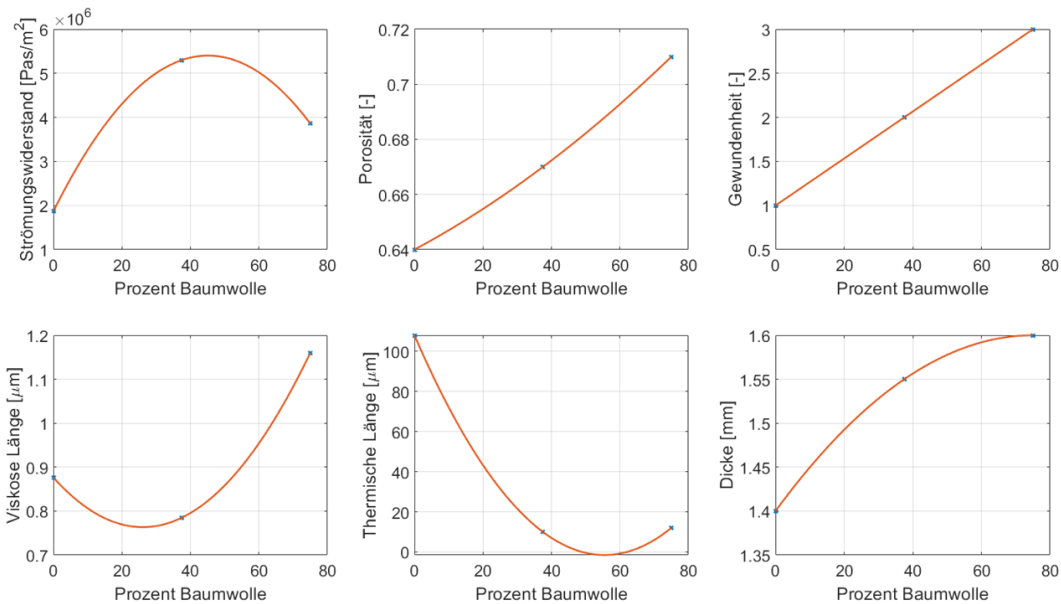 ×10⁶
6
5
4
3
2
1
0 20 40 60 80
Strömungswiderstand [Pas/m²]
Prozent Baumwolle
0.72
0.7
0.68
0.66
0.64
0 20 40 60 80
Porosität [-]
Prozent Baumwolle
3
2.5
2
1.5
1
0.5
0 20 40 60 80
Gewundenheit [-]
Prozent Baumwolle
1.2
1.1
1
0.9
0.8
0.7
0 20 40 60 80
Viskose Länge [μm]
Prozent Baumwolle
100
80
60
40
20
0
0 20 40 60 80
Thermische Länge [μm]
Prozent Baumwolle
1.6
1.55
1.5
1.45
1.4
1.35
0 20 40 60 80
Dicke [mm]
Prozent Baumwolle